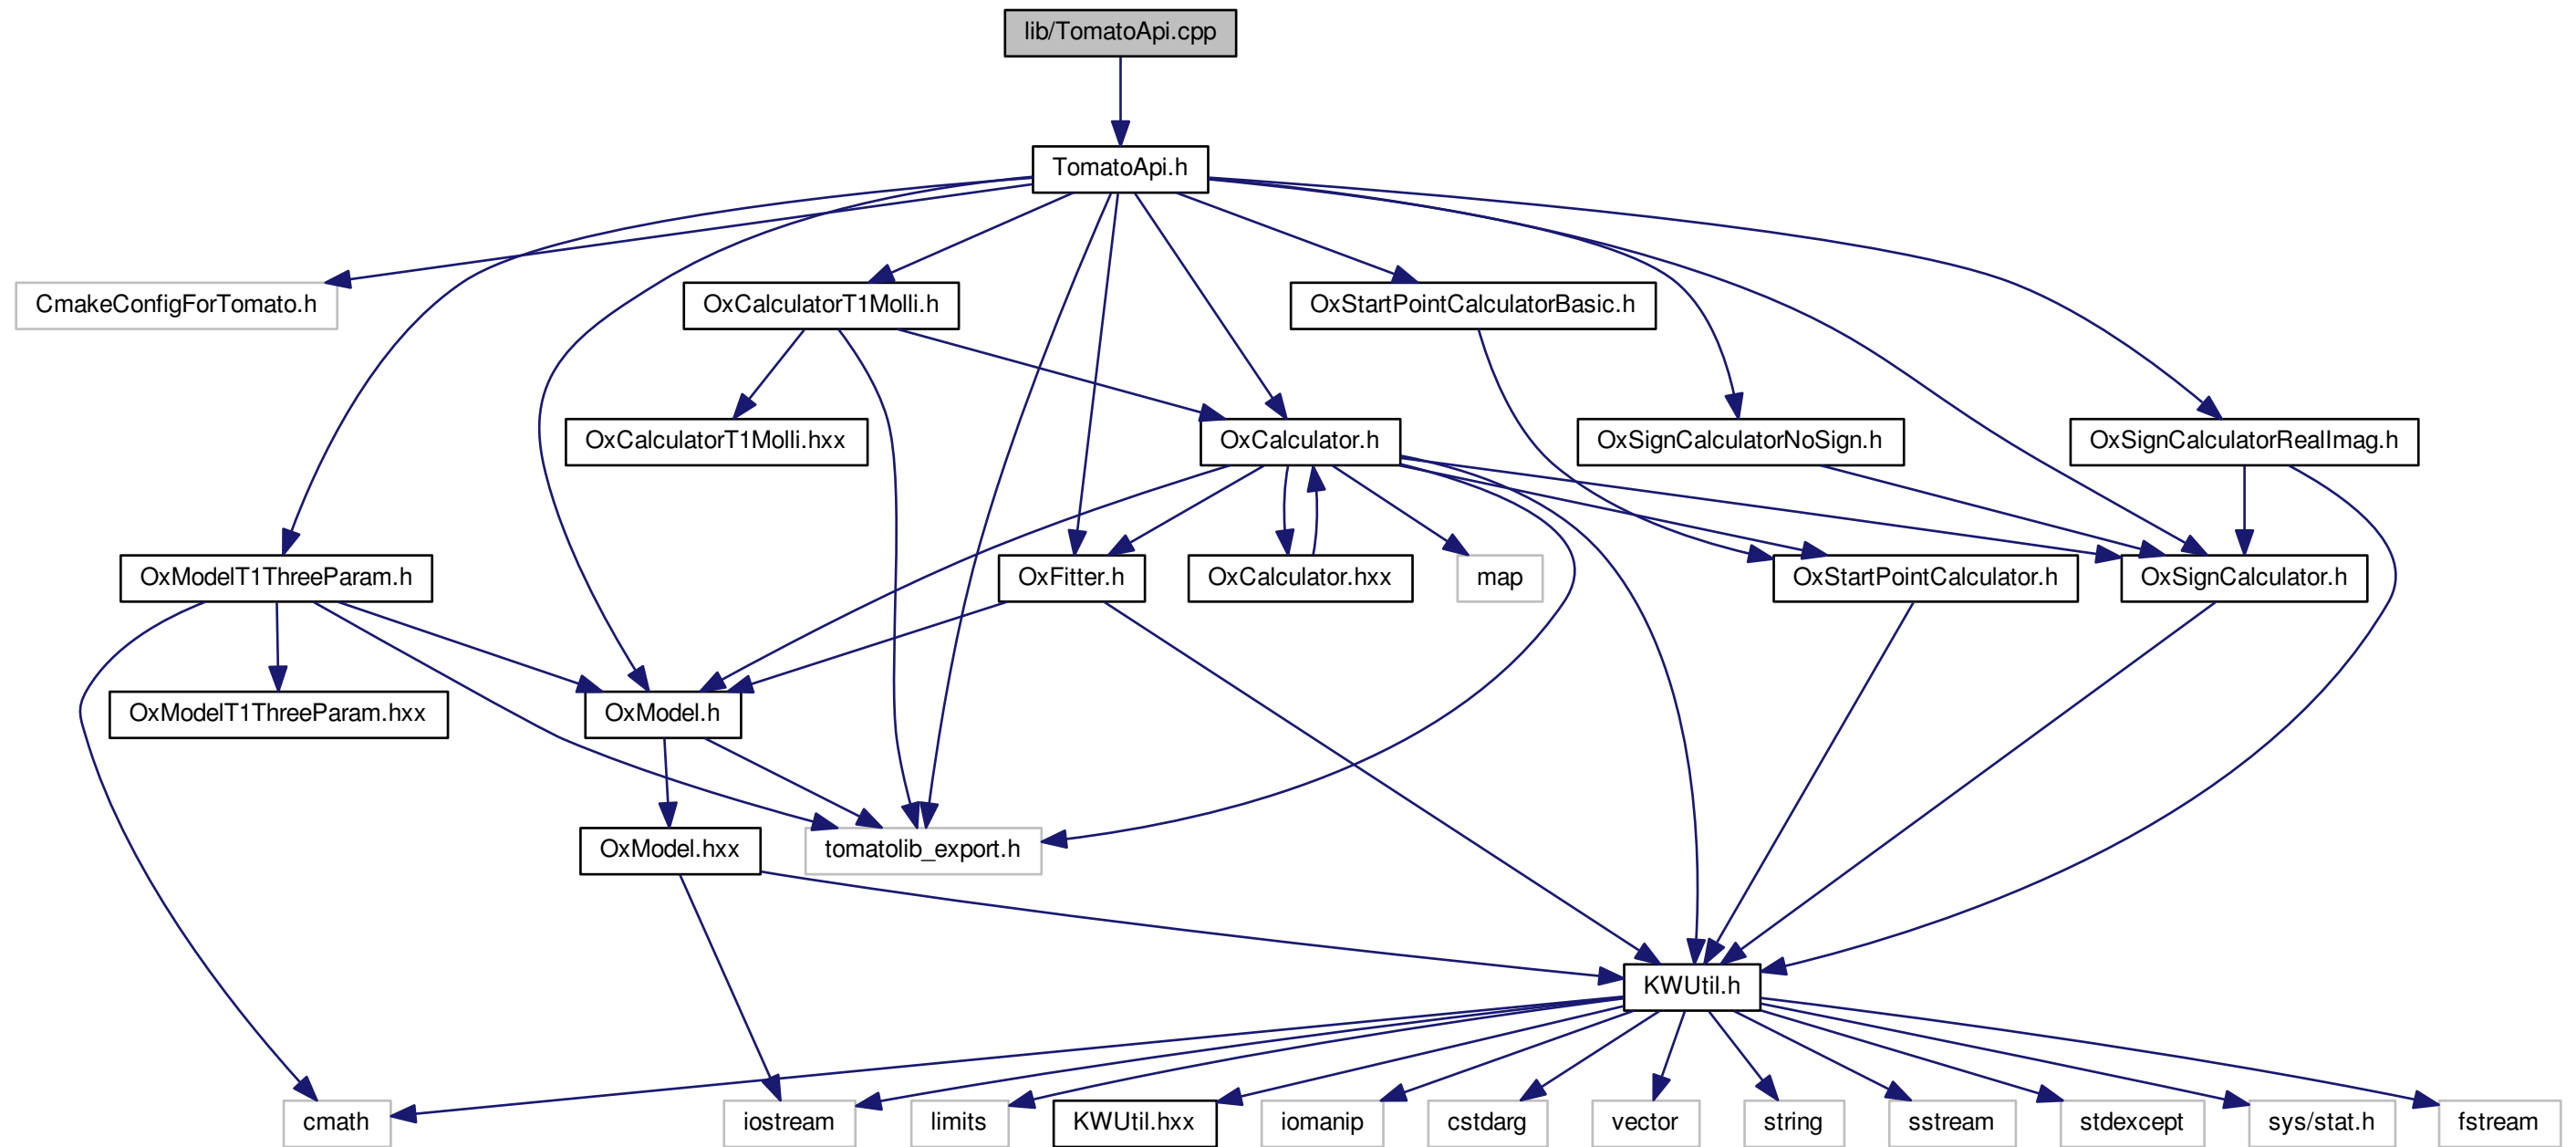 lib/TomatoApi.cpp
TomatoApi.h
CmakeConfigForTomato.h
OxCalculatorT1Molli.h
OxStartPointCalculatorBasic.h
OxCalculatorT1Molli.hxx
OxCalculator.h
OxSignCalculatorNoSign.h
OxSignCalculatorRealImag.h
OxModelT1ThreeParam.h
OxFitter.h
OxCalculator.hxx
map
OxStartPointCalculator.h
OxSignCalculator.h
OxModelT1ThreeParam.hxx
OxModel.h
OxModel.hxx
tomatolib_export.h
KWUtil.h
cmath
iostream
limits
KWUtil.hxx
iomanip
cstdarg
vector
string
sstream
stdexcept
sys/stat.h
fstream